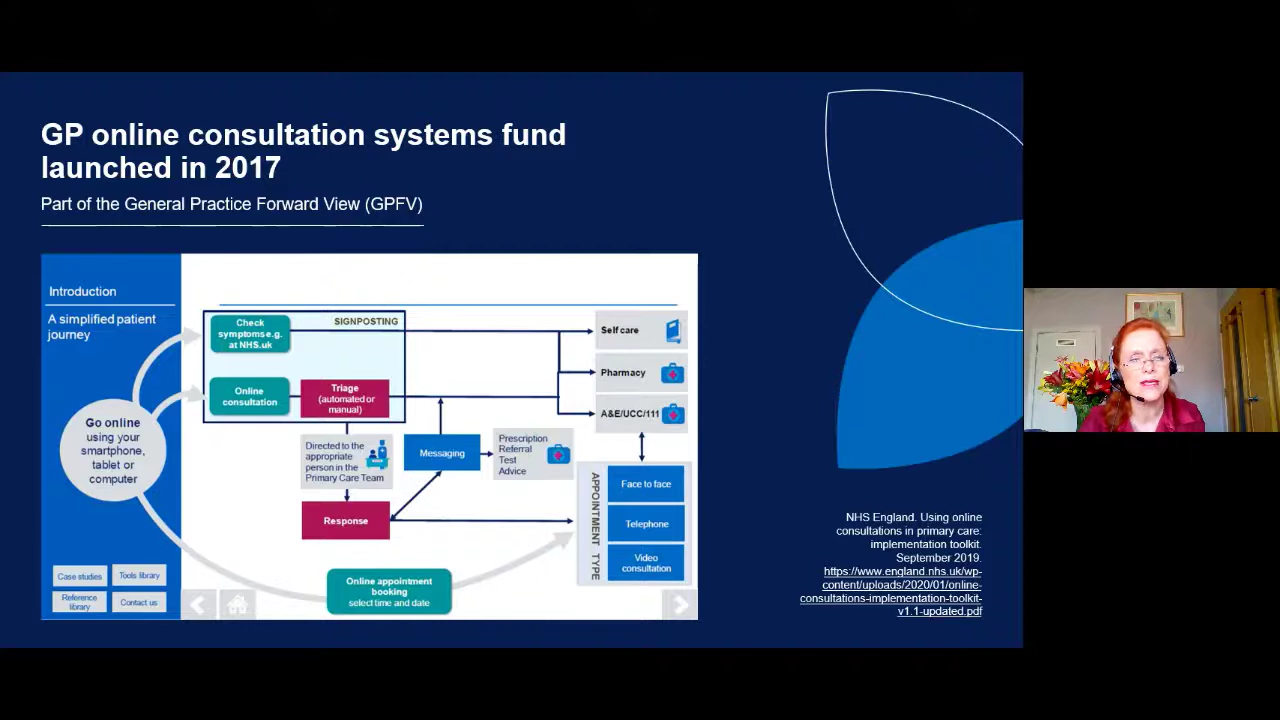 GP online consultation systems fund
launched in 2017
Part of the General Practice Forward View (GPFV)
Introduction
A simplified patient
journey
Go online
using your
smartphone,
tablet or
computer
Case studies
Tools library
Reference
library
Contact us
SIGNPOSTING
Check
symptoms e.g.
at NHS.uk
Online
consultation
Triage
(automated or
manual)
Directed to the
appropriate
person in the
Primary Care Team
Messaging
Prescription
Referral
Test
Advice
Response
Online appointment
booking
select time and date
Self care
Pharmacy
A&E/UCC/111
APPOINTMENT TYPE
Face to face
Telephone
Video
consultation
NHS England. Using online
consultations in primary care:
implementation toolkit.
September 2019.
https://www.england.nhs.uk/wp-
content/uploads/2020/01/online-
consultations-implementation-toolkit-
v1.1-updated.pdf